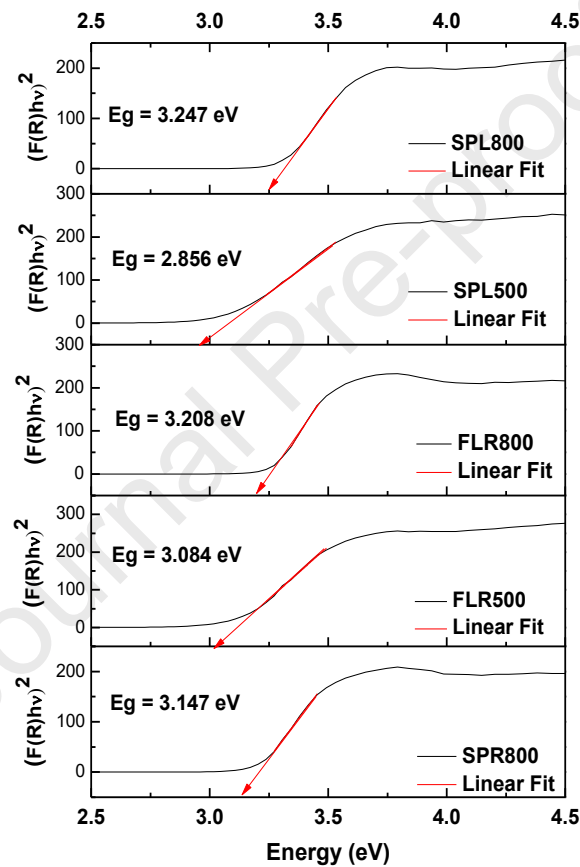 2.5 3.0 3.5 4.0 4.5
(F(R)hν)²
200
100
0
Eg = 3.247 eV
SPL800
Linear Fit
(F(R)hν)²
300
200
100
0
Eg = 2.856 eV
SPL500
Linear Fit
(F(R)hν)²
300
200
100
0
Eg = 3.208 eV
FLR800
Linear Fit
(F(R)hν)²
300
200
100
0
Eg = 3.084 eV
FLR500
Linear Fit
(F(R)hν)²
200
100
0
Eg = 3.147 eV
SPR800
Linear Fit
2.5 3.0 3.5 4.0 4.5
Energy (eV)
Journal Pre-proo